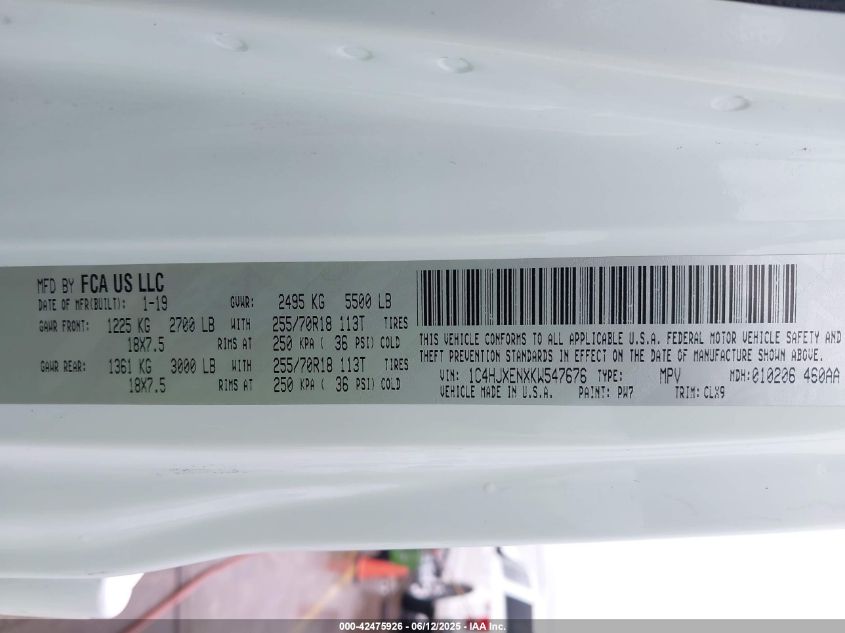 MFD BY FCA US LLC
DATE OF MFR(BUILT): 1-19 GVWR: 2495 KG 5500 LB
GAWR FRONT: 1225 KG 2700 LB WITH 255/70R18 113T TIRES
18X7.5 RIMS AT 250 KPA ( 36 PSI) COLD
GAWR REAR: 1361 KG 3000 LB WITH 255/70R18 113T TIRES
18X7.5 RIMS AT 250 KPA ( 36 PSI) COLD
THIS VEHICLE CONFORMS TO ALL APPLICABLE U.S.A. FEDERAL MOTOR VEHICLE SAFETY AND
THEFT PREVENTION STANDARDS IN EFFECT ON THE DATE OF MANUFACTURE SHOWN ABOVE.
VIN: 1C4HJXENXKW547676 TYPE: MPV MDH: 010206 460AA
VEHICLE MADE IN U.S.A. PAINT: PW7 TRIM: CLX9
000-42475926 - 06/12/2025 - IAA Inc.